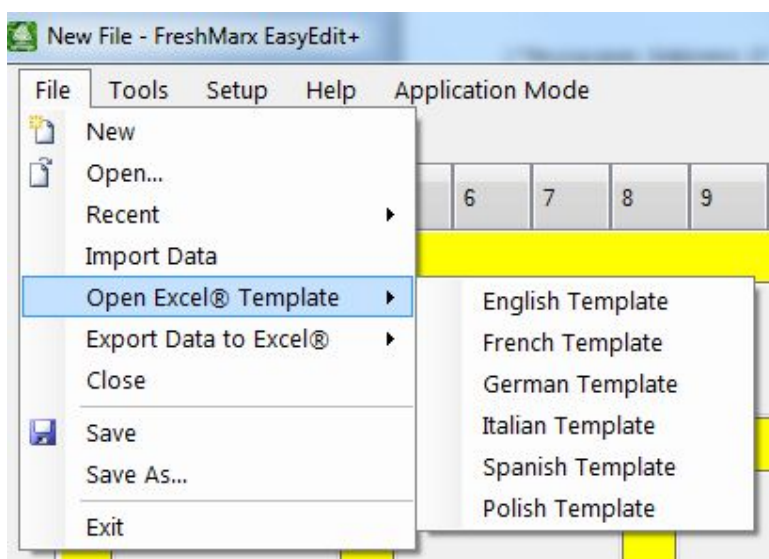 New File - FreshMarx EasyEdit+
File Tools Setup Help Application Mode
New
Open...
Recent
Import Data
Open Excel® Template
Export Data to Excel®
Close
Save
Save As...
Exit
6 7 8 9
English Template
French Template
German Template
Italian Template
Spanish Template
Polish Template